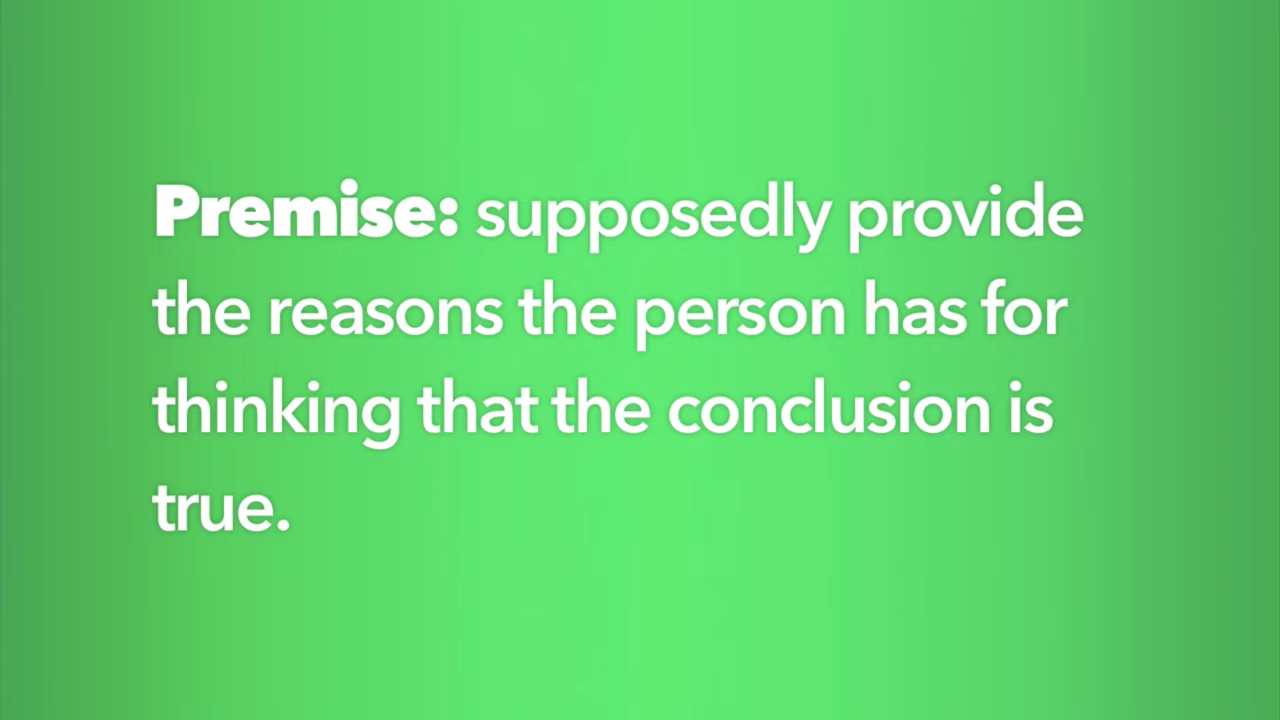 Premise: supposedly provide
the reasons the person has for
thinking that the conclusion is
true.